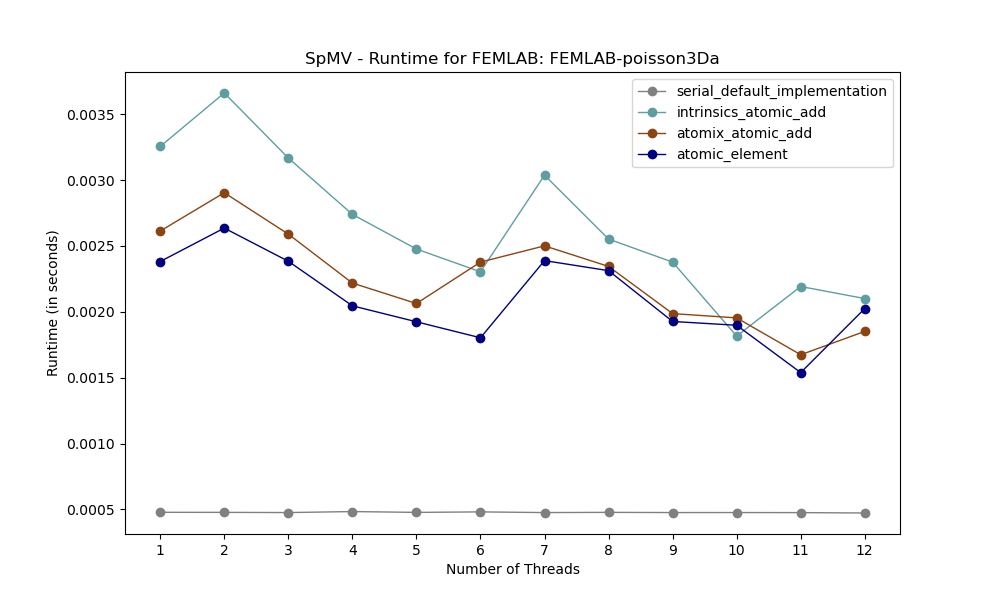 SpMV - Runtime for FEMLAB: FEMLAB-poisson3Da
serial_default_implementation
intrinsics_atomic_add
atomix_atomic_add
atomic_element
Runtime (in seconds)
0.0035
0.0030
0.0025
0.0020
0.0015
0.0010
0.0005
1 2 3 4 5 6 7 8 9 10 11 12
Number of Threads